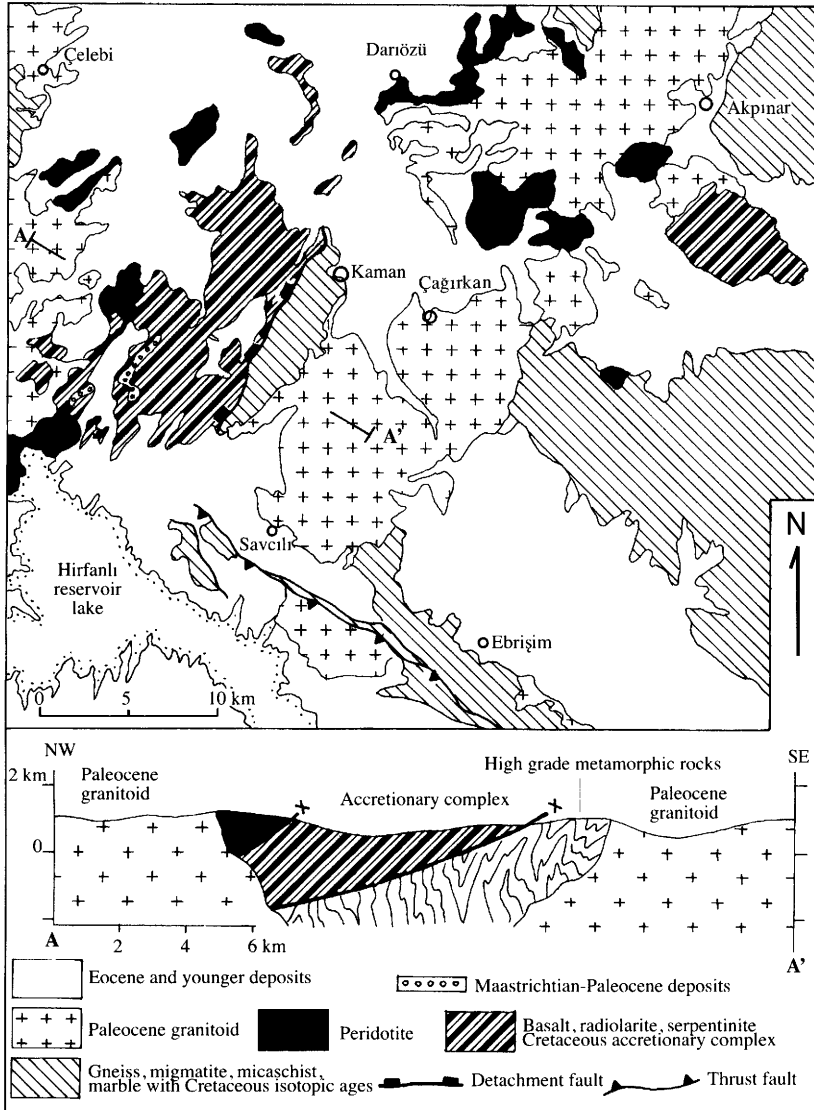 Çelebi
Darıözü
Akpınar
A
Kaman
Çağırkan
A'
N
Savcılı
Hirfanlı
reservoir
lake
Ebrişim
0 5 10 km
NW
SE
High grade metamorphic rocks
2 km
Paleocene
granitoid
Accretionary complex
Paleocene
granitoid
0
A 2 4 6 km
A'
Eocene and younger deposits
Maastrichtian-Paleocene deposits
Paleocene granitoid
Peridotite
Basalt, radiolarite, serpentinite
Cretaceous accretionary complex
Gneiss, migmatite, micaschist,
marble with Cretaceous isotopic ages
Detachment fault
Thrust fault